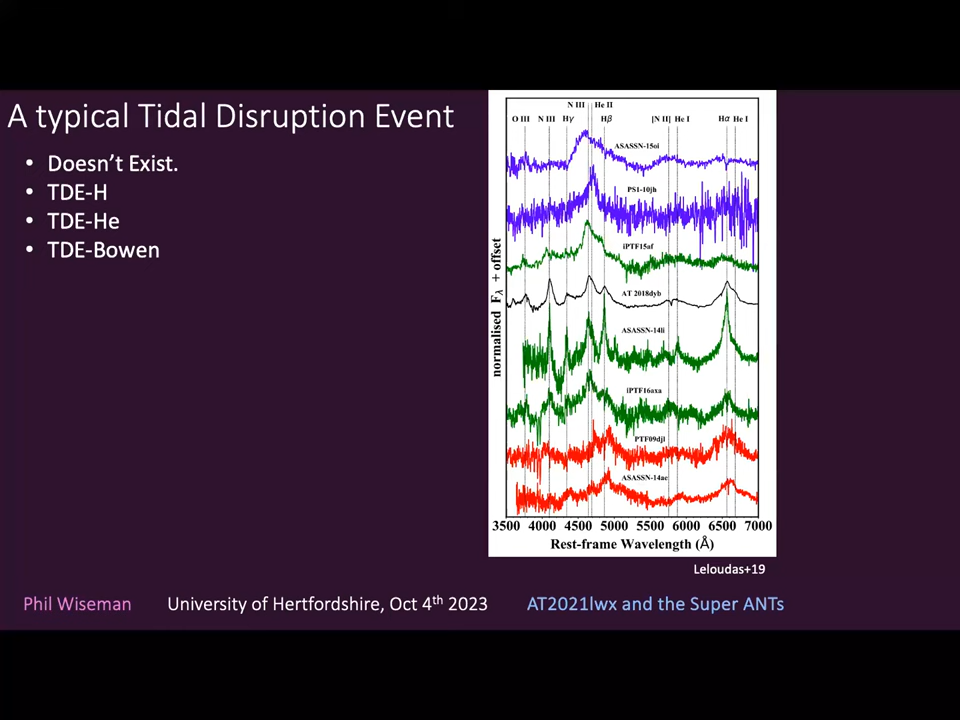 A typical Tidal Disruption Event
• Doesn't Exist.
• TDE-H
• TDE-He
• TDE-Bowen
N III He II
O III N III Hγ Hβ [N II] He I Hα He I
ASASSN-15oi
PS1-10jh
iPTF15af
AT 2018dyb
ASASSN-14li
iPTF16axa
PTF09djl
ASASSN-14ae
normalised Fλ + offset
3500 4000 4500 5000 5500 6000 6500 7000
Rest-frame Wavelength (Å)
Leloudas+19
Phil Wiseman University of Hertfordshire, Oct 4th 2023 AT2021lwx and the Super ANTs